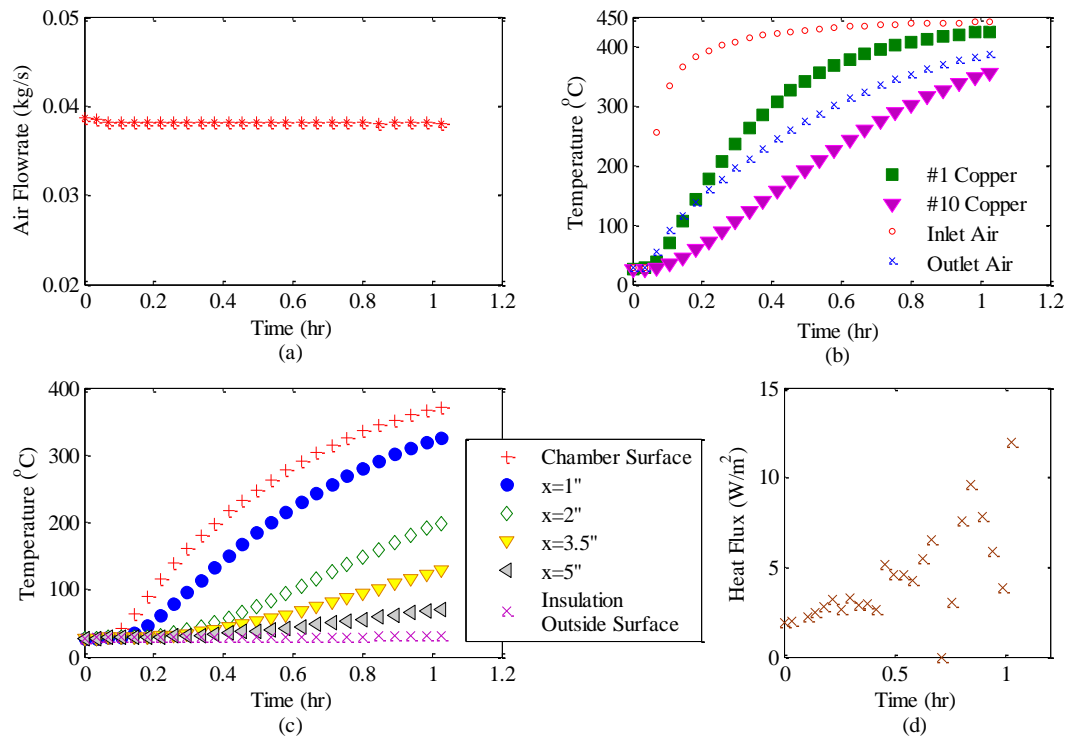 0.05
0.04
0.03
0.02
Air Flowrate (kg/s)
0 0.2 0.4 0.6 0.8 1 1.2
Time (hr)
(a)
450
400
300
200
100
0
Temperature (°C)
#1 Copper
#10 Copper
Inlet Air
Outlet Air
0 0.2 0.4 0.6 0.8 1 1.2
Time (hr)
(b)
400
300
200
100
0
Temperature (°C)
0 0.2 0.4 0.6 0.8 1 1.2
Time (hr)
(c)
Chamber Surface
x=1"
x=2"
x=3.5"
x=5"
Insulation
Outside Surface
15
10
5
0
Heat Flux (W/m²)
0 0.5 1
Time (hr)
(d)